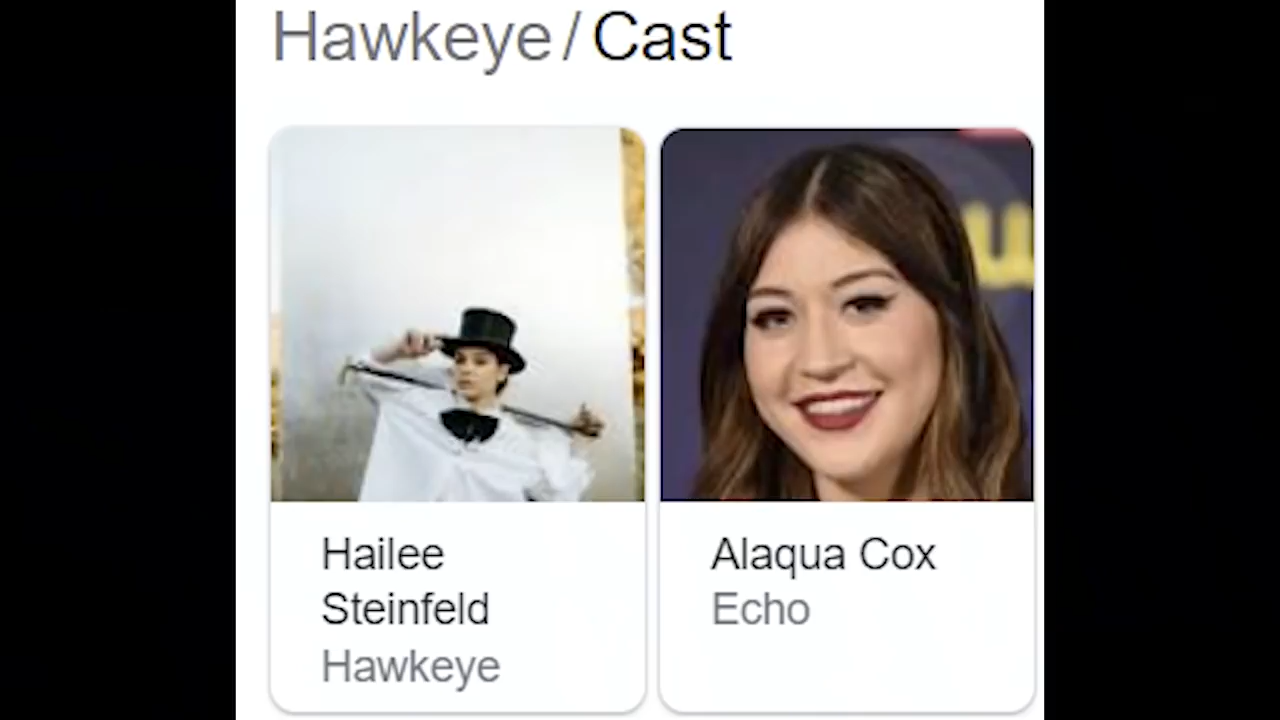 Hawkeye / Cast
Hailee
Steinfeld
Hawkeye
Alaqua Cox
Echo